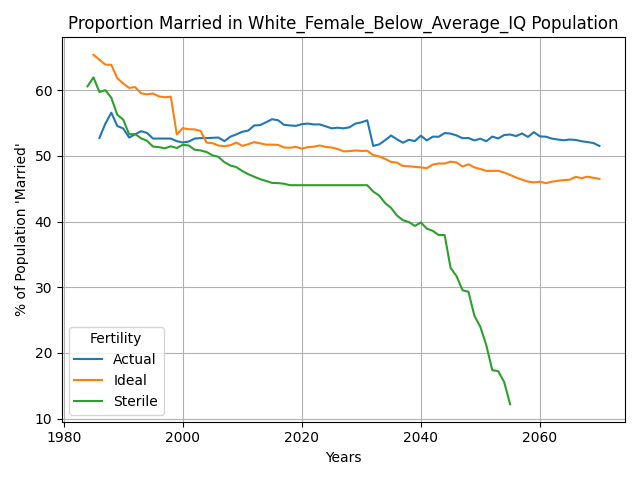 Proportion Married in White_Female_Below_Average_IQ Population
% of Population 'Married'
60
50
40
30
20
10
Fertility
Actual
Ideal
Sterile
1980
2000
2020
2040
2060
Years